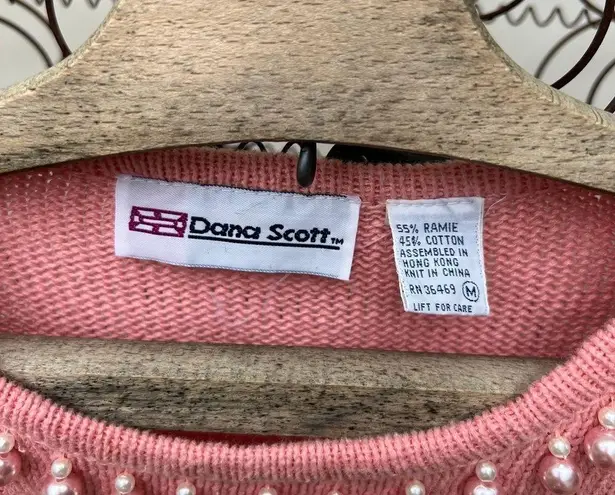 Dana Scott™
55% RAMIE
45% COTTON
ASSEMBLED IN
HONG KONG
KNIT IN CHINA
RN 36469 M
LIFT FOR CARE